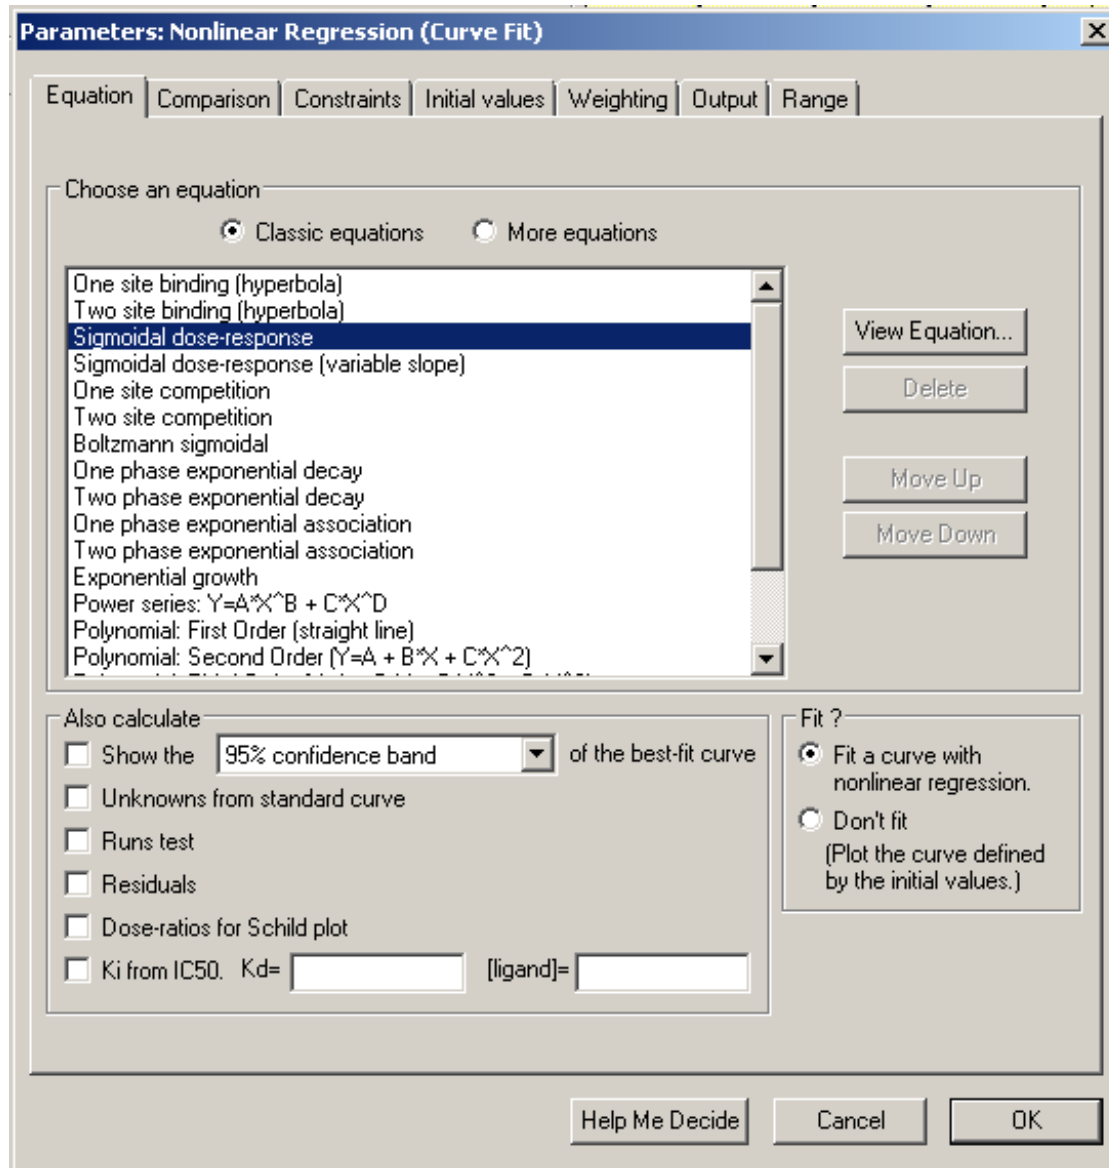 Parameters: Nonlinear Regression (Curve Fit)
Equation Comparison Constraints Initial values Weighting Output Range
Choose an equation
Classic equations More equations
One site binding (hyperbola)
Two site binding (hyperbola)
Sigmoidal dose-response
Sigmoidal dose-response (variable slope)
One site competition
Two site competition
Boltzmann sigmoidal
One phase exponential decay
Two phase exponential decay
One phase exponential association
Two phase exponential association
Exponential growth
Power series: Y=A*X^B + C*X^D
Polynomial: First Order (straight line)
Polynomial: Second Order (Y=A + B*X + C*X^2)
View Equation...
Delete
Move Up
Move Down
Also calculate
Show the 95% confidence band of the best-fit curve
Unknowns from standard curve
Runs test
Residuals
Dose-ratios for Schild plot
Ki from IC50. Kd= [ligand]=
Fit ?
Fit a curve with
nonlinear regression.
Don't fit
(Plot the curve defined
by the initial values.)
Help Me Decide Cancel OK